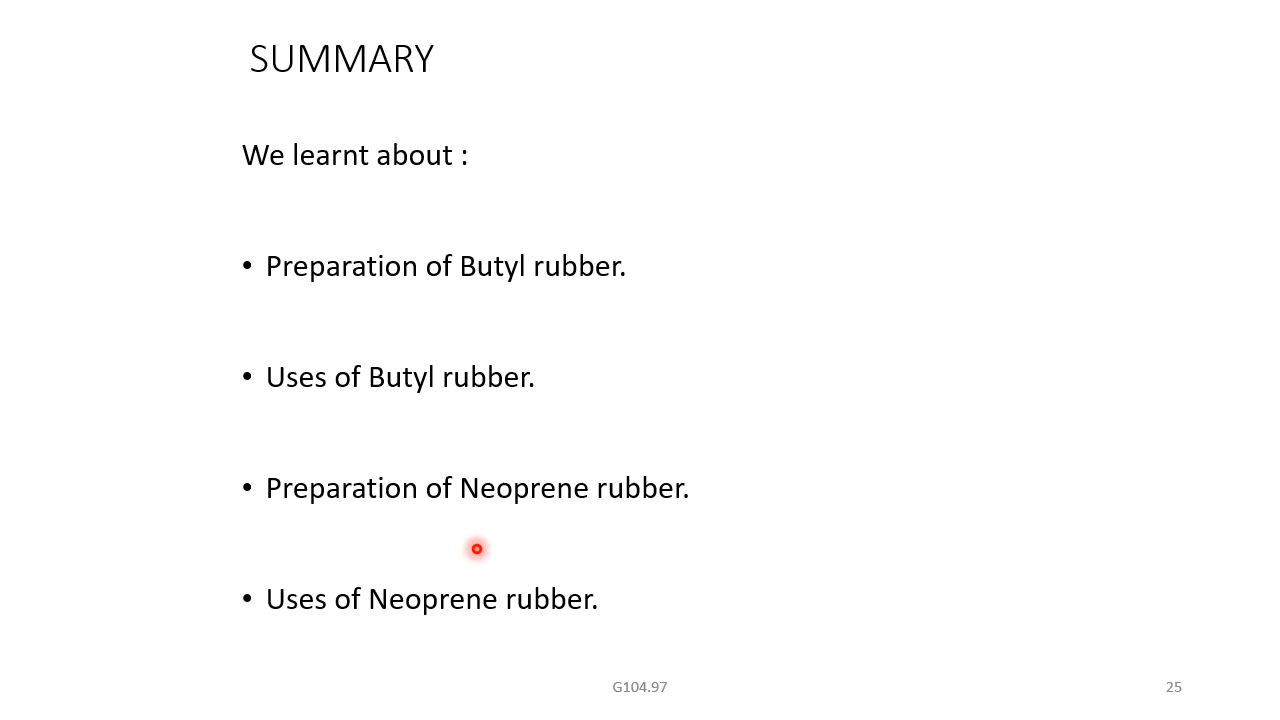 SUMMARY
We learnt about :
• Preparation of Butyl rubber.
• Uses of Butyl rubber.
• Preparation of Neoprene rubber.
• Uses of Neoprene rubber.
G104.97
25